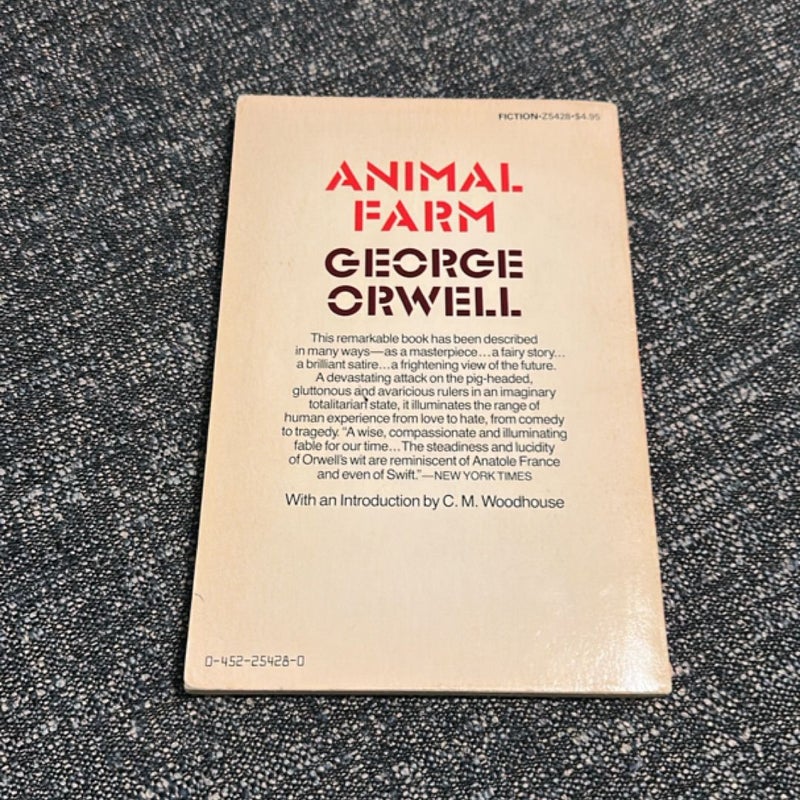 FICTION•Z5428•$4.95
ANIMAL
FARM
GEORGE
ORWELL
This remarkable book has been described
in many ways—as a masterpiece...a fairy story...
a brilliant satire...a frightening view of the future.
A devastating attack on the pig-headed,
gluttonous and avaricious rulers in an imaginary
totalitarian state, it illuminates the range of
human experience from love to hate, from comedy
to tragedy. “A wise, compassionate and illuminating
fable for our time...The steadiness and lucidity
of Orwell's wit are reminiscent of Anatole France
and even of Swift.”—NEW YORK TIMES
With an Introduction by C. M. Woodhouse
0-452-25428-0